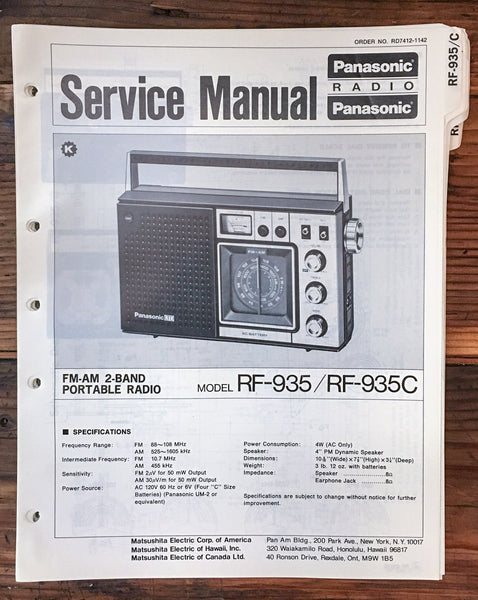 ORDER NO. RD7412-1142
RF-935/C
Service Manual
Panasonic
RADIO
Panasonic
K
Panasonic
FM-AM
AC-BATTERY
FM-AM 2-BAND
PORTABLE RADIO
MODEL RF-935/RF-935C
■ SPECIFICATIONS
Frequency Range: FM 88~108 MHz
AM 525~1605 kHz
Intermediate Frequency: FM 10.7 MHz
AM 455 kHz
Sensitivity: FM 2μV for 50 mW Output
AM 30μV/m for 50 mW Output
Power Source: AC 120V 60 Hz or 6V (Four "C" Size
Batteries) (Panasonic UM-2 or
equivalent)
Power Consumption: 4W (AC Only)
Speaker: 4" PM Dynamic Speaker
Dimensions: (Wide) × (High) × (Deep)
Weight: 3 lb. 12 oz. with batteries
Impedance: Speaker ..........8Ω
Earphone Jack ..........8Ω
Specifications are subject to change without notice for further
improvement.
Matsushita Electric Corp. of America Pan Am Bldg., 200 Park Ave., New York, N.Y. 10017
Matsushita Electric of Hawaii, Inc. 320 Waiakamilo Road, Honolulu, Hawaii 96817
Matsushita Electric of Canada Ltd. 40 Ronson Drive, Rexdale, Ont, M9W 1B5